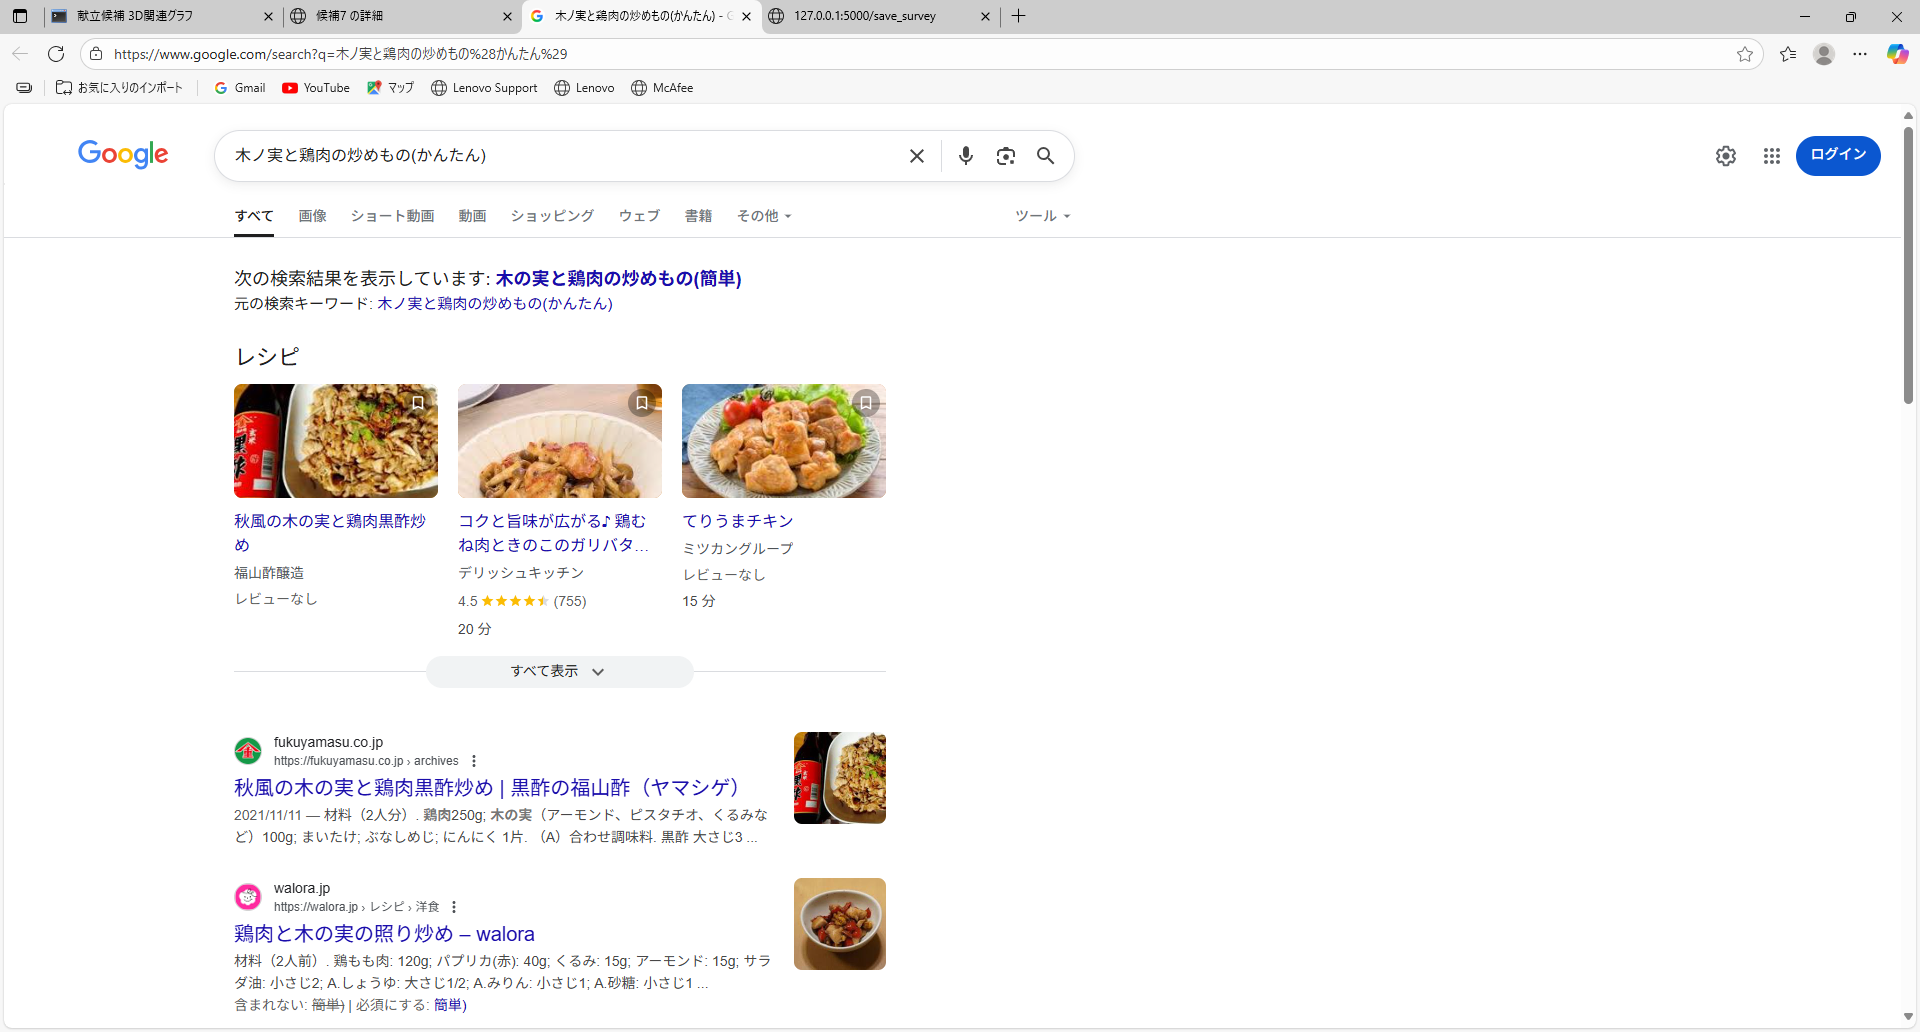 献立候補 3D関連グラフ
候補7 の詳細
木ノ実と鶏肉の炒めもの(かんたん) - G
127.0.0.1:5000/save_survey
https://www.google.com/search?q=木ノ実と鶏肉の炒めもの%28かんたん%29
お気に入りのインポート
Gmail
YouTube
マップ
Lenovo Support
Lenovo
McAfee
Google
木ノ実と鶏肉の炒めもの(かんたん)
ログイン
すべて
画像
ショート動画
動画
ショッピング
ウェブ
書籍
その他
ツール
次の検索結果を表示しています: 木の実と鶏肉の炒めもの(簡単)
元の検索キーワード: 木ノ実と鶏肉の炒めもの(かんたん)
レシピ
秋風の木の実と鶏肉黒酢炒
め
福山酢醸造
レビューなし
コクと旨味が広がる♪ 鶏む
ね肉ときのこのガリバタ...
デリッシュキッチン
4.5 (755)
20 分
てりうまチキン
ミツカングループ
レビューなし
15 分
すべて表示
fukuyamasu.co.jp
https://fukuyamasu.co.jp › archives
秋風の木の実と鶏肉黒酢炒め | 黒酢の福山酢（ヤマシゲ）
2021/11/11 — 材料（2人分）. 鶏肉250g; 木の実（アーモンド、ピスタチオ、くるみな
ど）100g; まいたけ; ぶなしめじ; にんにく 1片. （A）合わせ調味料. 黒酢 大さじ3 ...
walora.jp
https://walora.jp › レシピ › 洋食
鶏肉と木の実の照り炒め – walora
材料（2人前）. 鶏もも肉: 120g; パプリカ(赤): 40g; くるみ: 15g; アーモンド: 15g; サラ
ダ油: 小さじ2; A.しょうゆ: 大さじ1/2; A.みりん: 小さじ1; A.砂糖: 小さじ1 ...
含まれない: 簡単) | 必須にする: 簡単)